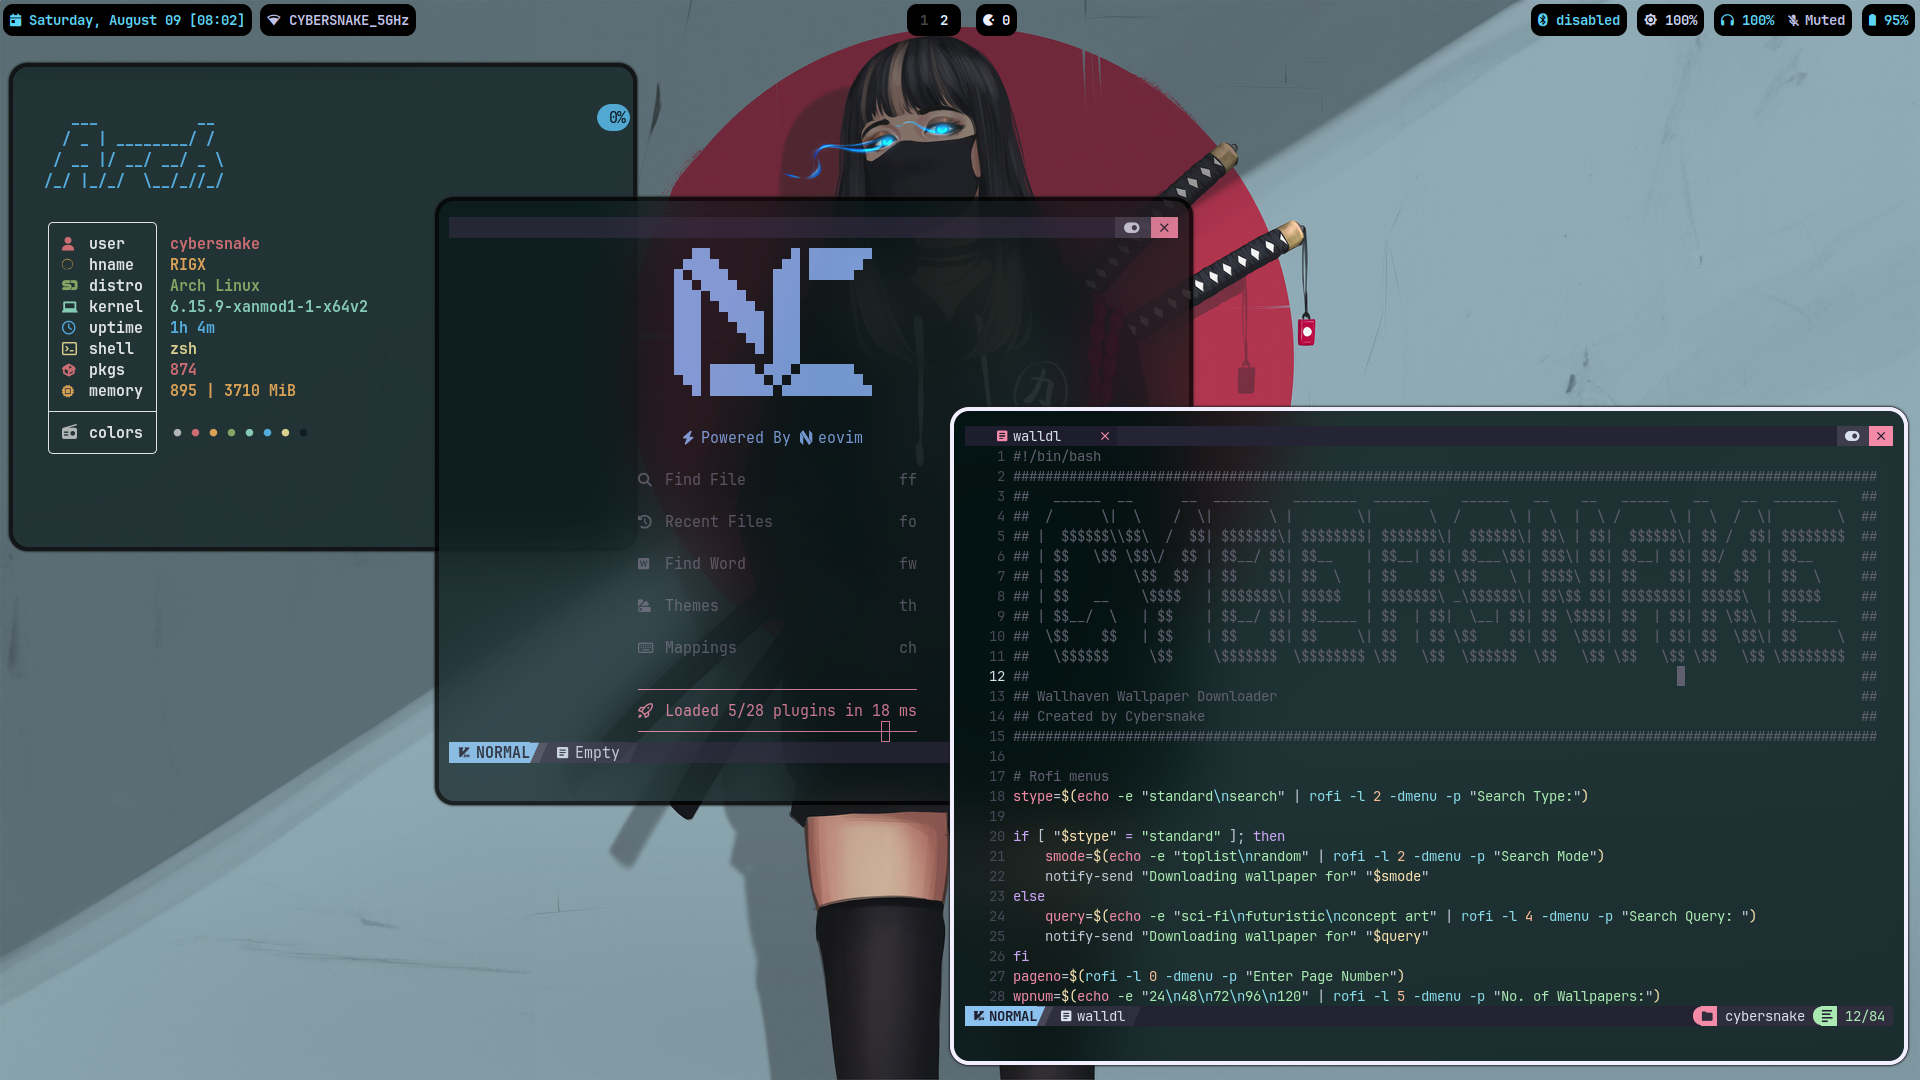 Saturday, August 09 [08:02]
CYBERSNAKE_5GHz
1 2
0
disabled
100%
100% Muted
95%
0%
user cybersnake
hname RIGX
distro Arch Linux
kernel 6.15.9-xanmod1-1-x64v2
uptime 1h 4m
shell zsh
pkgs 874
memory 895 | 3710 MiB
colors
Powered By eovim
Find File ff
Recent Files fo
Find Word fw
Themes th
Mappings ch
Loaded 5/28 plugins in 18 ms
NORMAL Empty
力
walldl
1 #!/bin/bash
2 ############################################################################################################
3 ##
4 ##
5 ##
6 ##
7 ##
8 ##
9 ##
10 ##
11 ##
12 ## ##
13 ## Wallhaven Wallpaper Downloader ##
14 ## Created by Cybersnake ##
15 ############################################################################################################
16
17 # Rofi menus
18 stype=$(echo -e "standard\nsearch" | rofi -l 2 -dmenu -p "Search Type:")
19
20 if [ "$stype" = "standard" ]; then
21 smode=$(echo -e "toplist\nrandom" | rofi -l 2 -dmenu -p "Search Mode")
22 notify-send "Downloading wallpaper for" "$smode"
23 else
24 query=$(echo -e "sci-fi\nfuturistic\nconcept art" | rofi -l 4 -dmenu -p "Search Query: ")
25 notify-send "Downloading wallpaper for" "$query"
26 fi
27 pageno=$(rofi -l 0 -dmenu -p "Enter Page Number")
28 wpnum=$(echo -e "24\n48\n72\n96\n120" | rofi -l 5 -dmenu -p "No. of Wallpapers:")
NORMAL walldl cybersnake 12/84